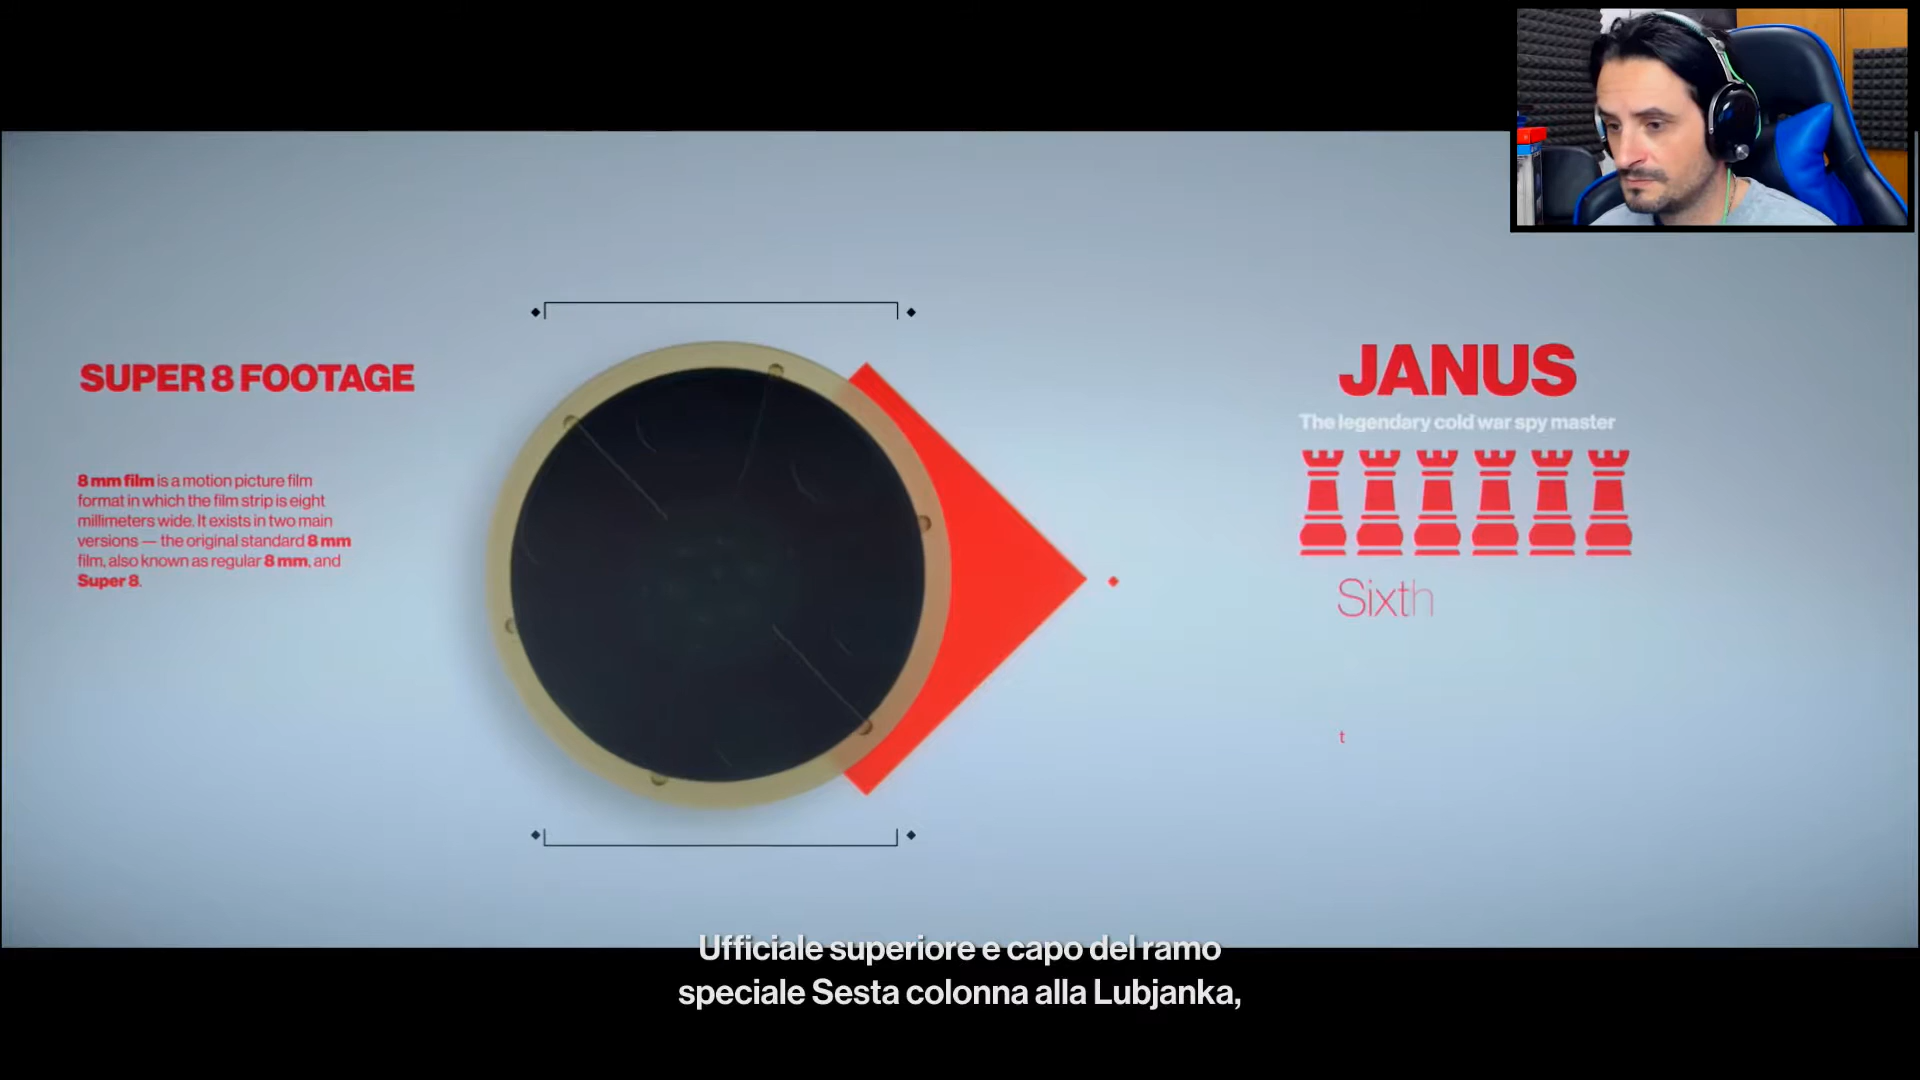 SUPER 8 FOOTAGE
8 mm film is a motion picture film
format in which the film strip is eight
millimeters wide. It exists in two main
versions — the original standard 8 mm
film, also known as regular 8 mm, and
Super 8.
JANUS
The legendary cold war spy master
Sixth
t
Ufficiale superiore e capo del ramo
speciale Sesta colonna alla Lubjanka,